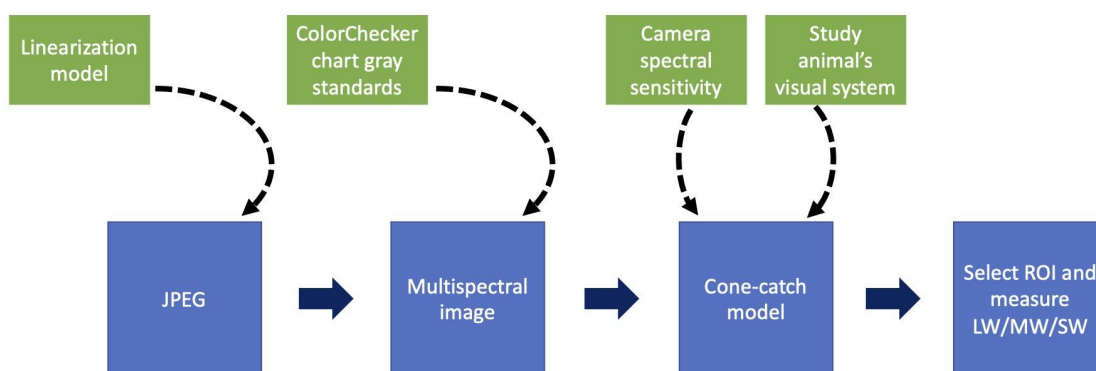 Linearization
model
ColorChecker
chart gray
standards
Camera
spectral
sensitivity
Study
animal's
visual system
JPEG
Multispectral
image
Cone-catch
model
Select ROI and
measure
LW/MW/SW